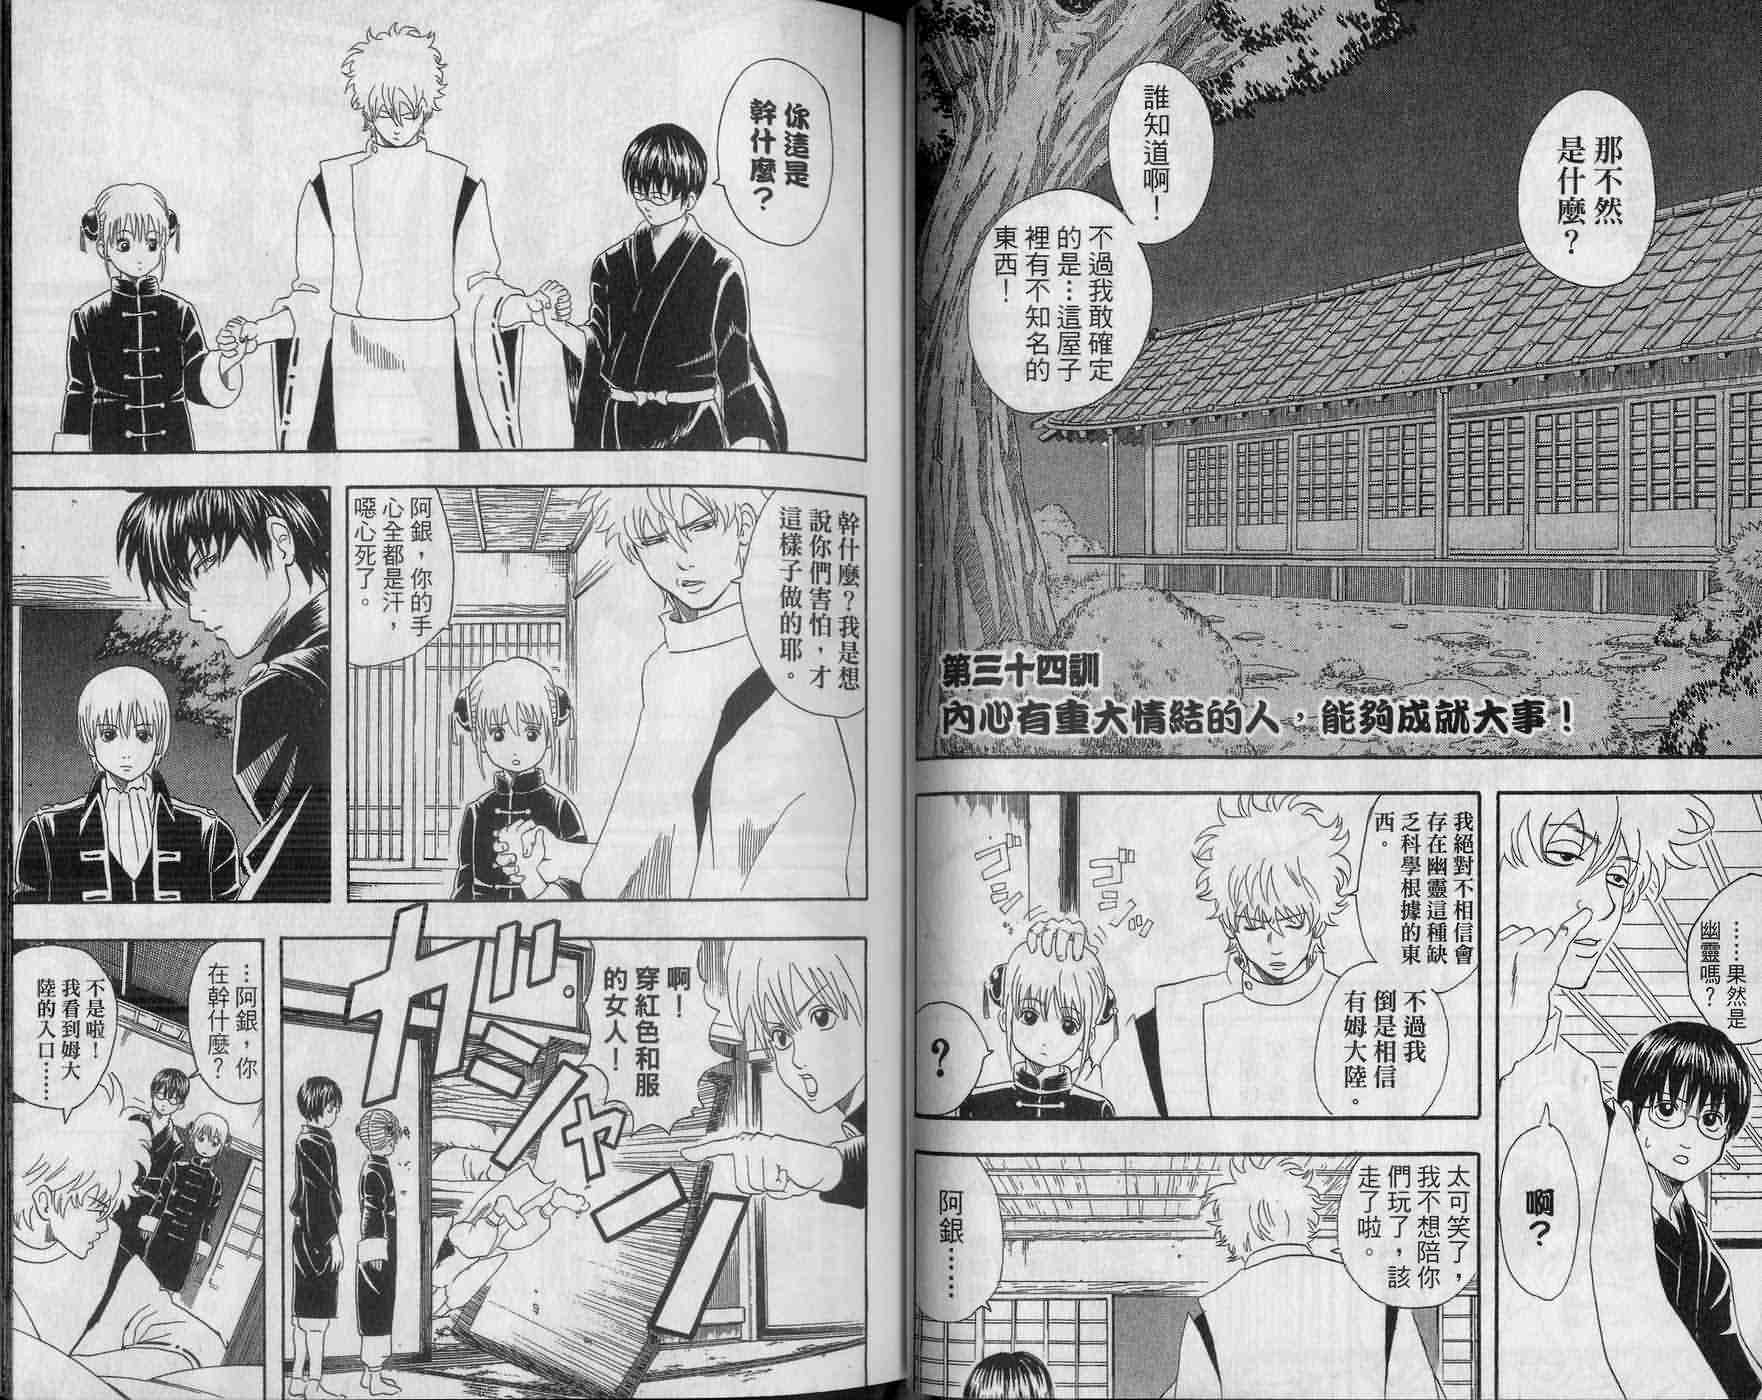 那不然
是什麼?
誰知道啊!
不過我敢確定
的是…這屋子
裡有不知名的
東西!
第三十四訓
內心有重大情結的人,能夠成就大事!
……果然是
幽靈嗎?
啊?
我絕對不相信會
存在幽靈這種缺
乏科學根據的東
西。
不過我
倒是相信
有姆大陸。
ゴシ
ゴシ
?
太可笑了,
我不想陪你
們玩了,該
走了啦。
阿銀……
你這是
幹什麼?
幹什麼?我是想
說你們害怕,才
這樣子做的耶。
阿銀,你的手
心全都是汗,
噁心死了。
啊!
穿紅色和服
的女人!
ガシャーン
…阿銀,你
在幹什麼?
不是啦!
我看到姆大
陸的入口……